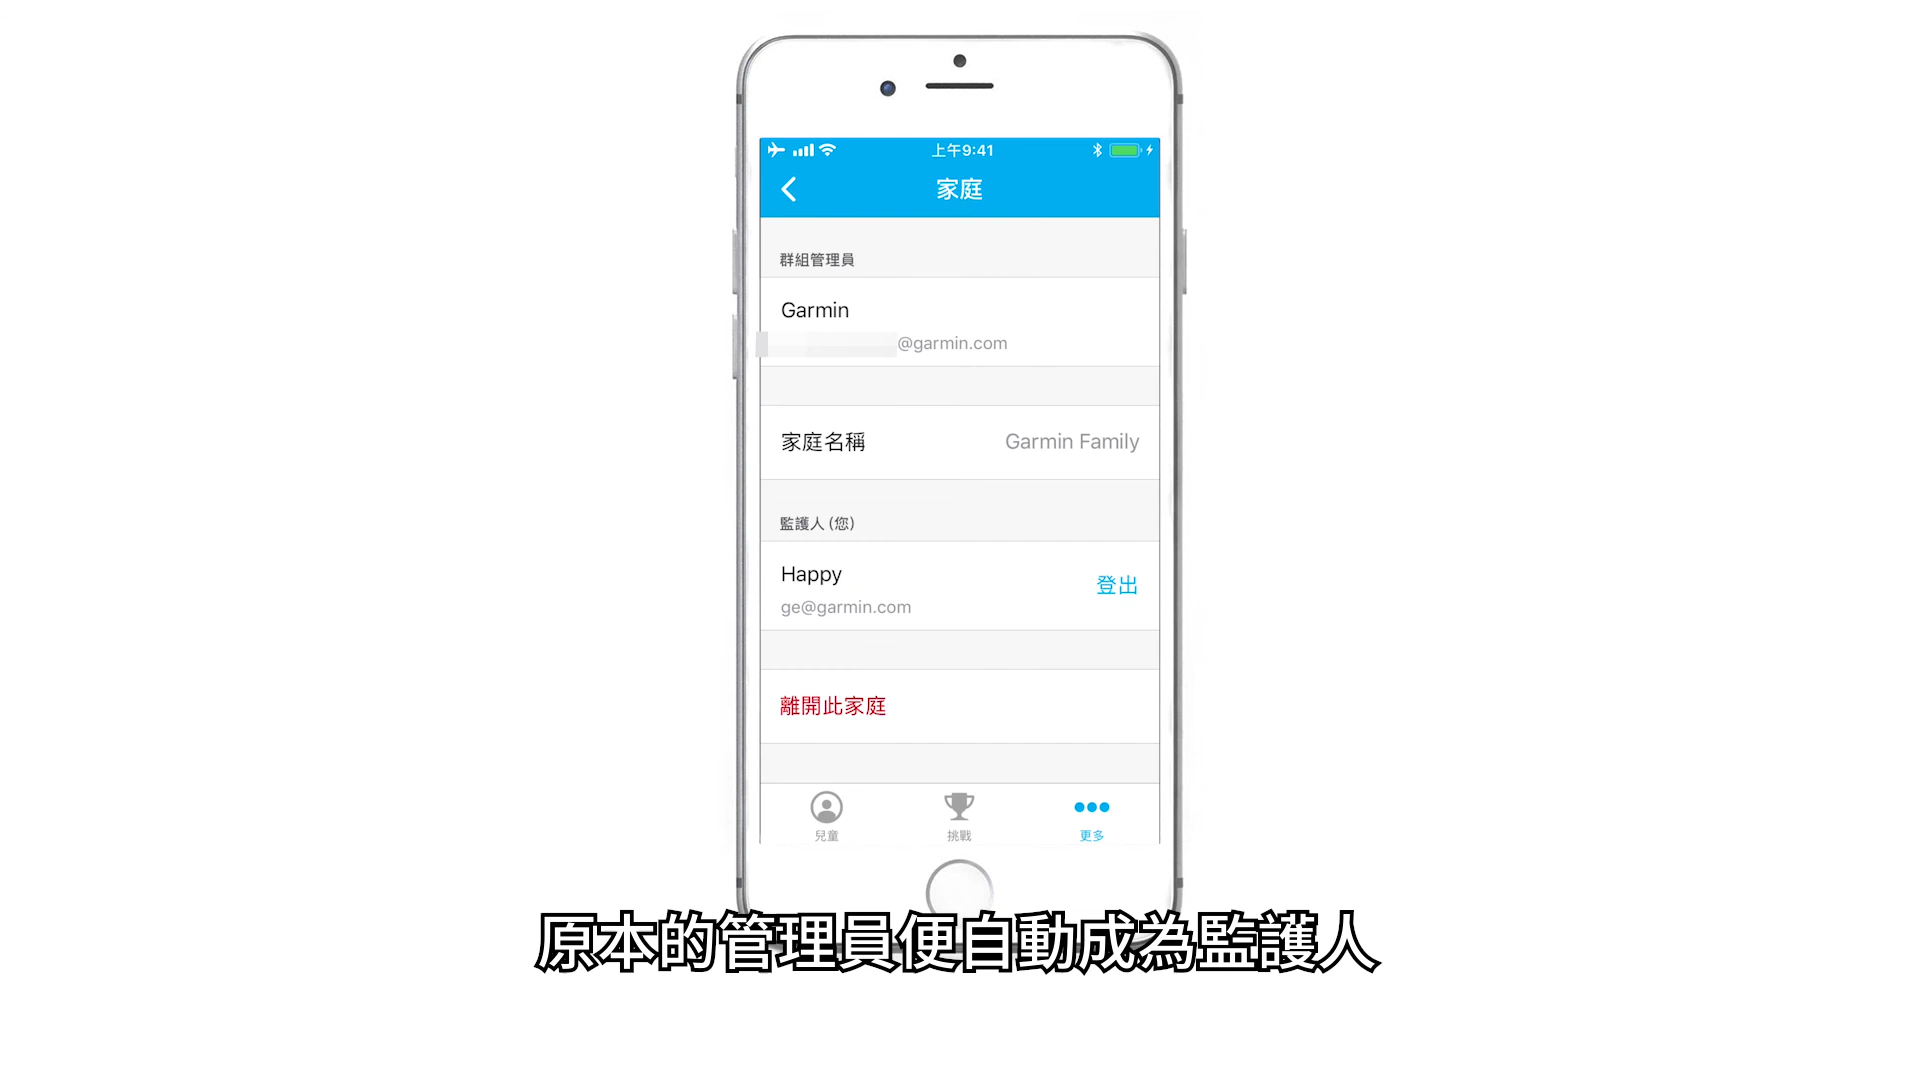 上午9:41
家庭
群組管理員
Garmin
@garmin.com
家庭名稱 Garmin Family
監護人 (您)
Happy
登出
ge@garmin.com
離開此家庭
兒童 挑戰 更多
原本的管理員便自動成為監護人